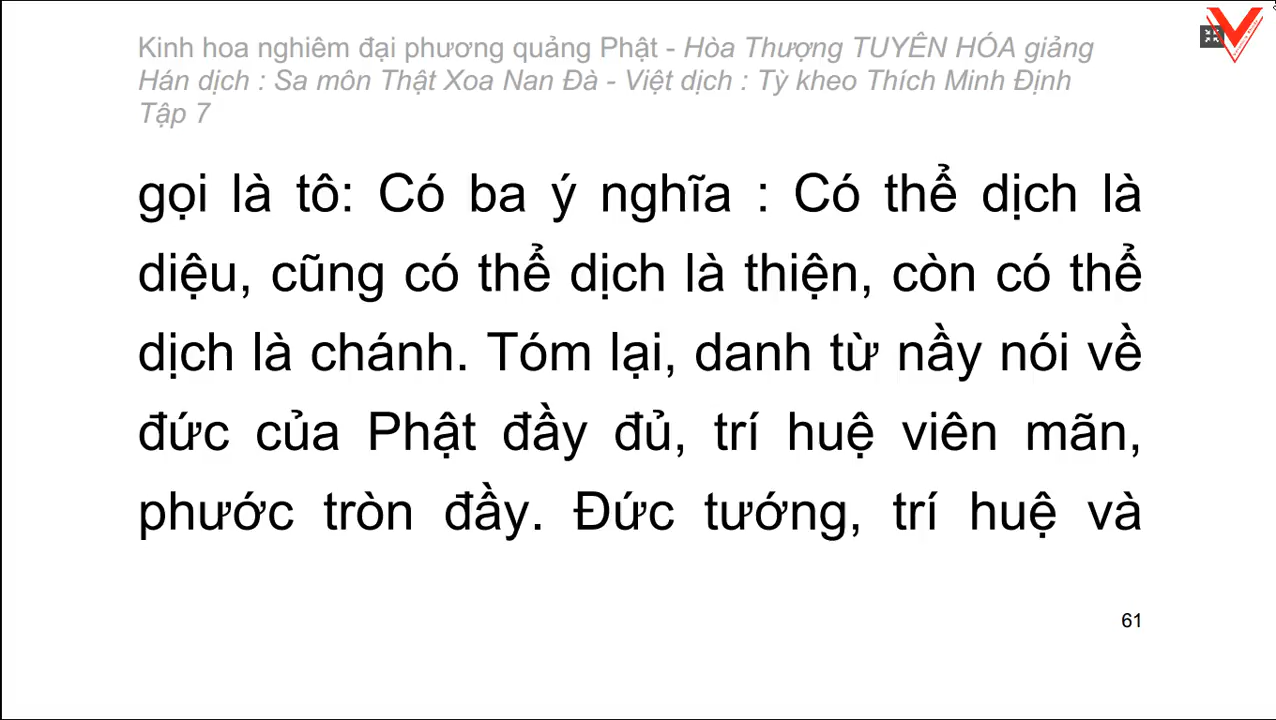 Kinh hoa nghiêm đại phương quảng Phật - Hòa Thượng TUYÊN HÓA giảng
Hán dịch : Sa môn Thật Xoa Nan Đà - Việt dịch : Tỳ kheo Thích Minh Định
Tập 7
gọi là tô: Có ba ý nghĩa : Có thể dịch là
diệu, cũng có thể dịch là thiện, còn có thể
dịch là chánh. Tóm lại, danh từ nầy nói về
đức của Phật đầy đủ, trí huệ viên mãn,
phước tròn đầy. Đức tướng, trí huệ và
61